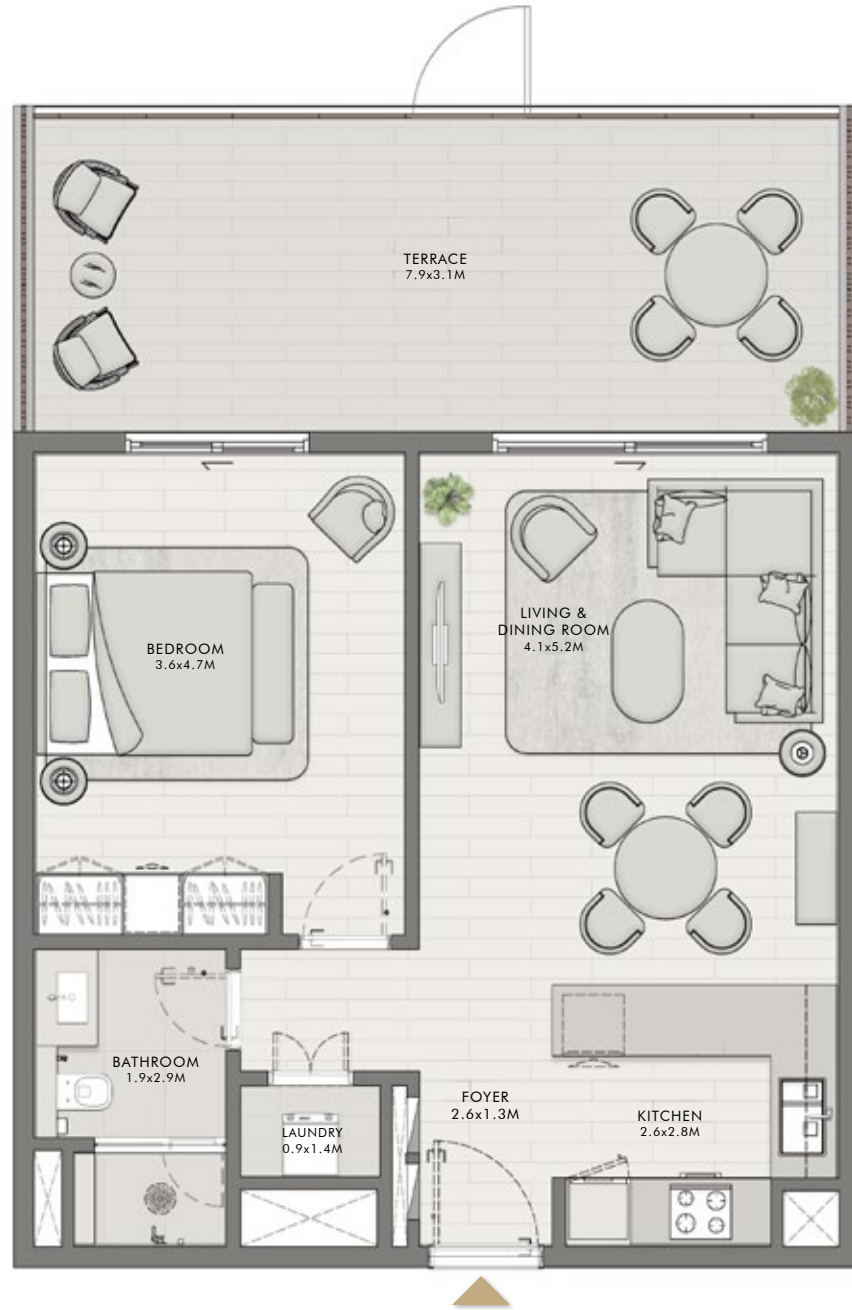 TERRACE
7.9x3.1M
BEDROOM
3.6x4.7M
LIVING &
DINING ROOM
4.1x5.2M
BATHROOM
1.9x2.9M
LAUNDRY
0.9x1.4M
FOYER
2.6x1.3M
KITCHEN
2.6x2.8M